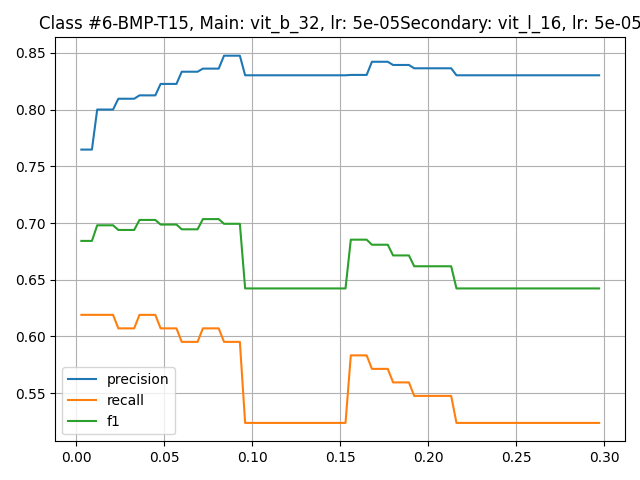 Class #6-BMP-T15, Main: vit_b_32, lr: 5e-05Secondary: vit_l_16, lr: 5e-05
0.85
0.80
0.75
0.70
0.65
0.60
0.55
precision
recall
f1
0.00 0.05 0.10 0.15 0.20 0.25 0.30